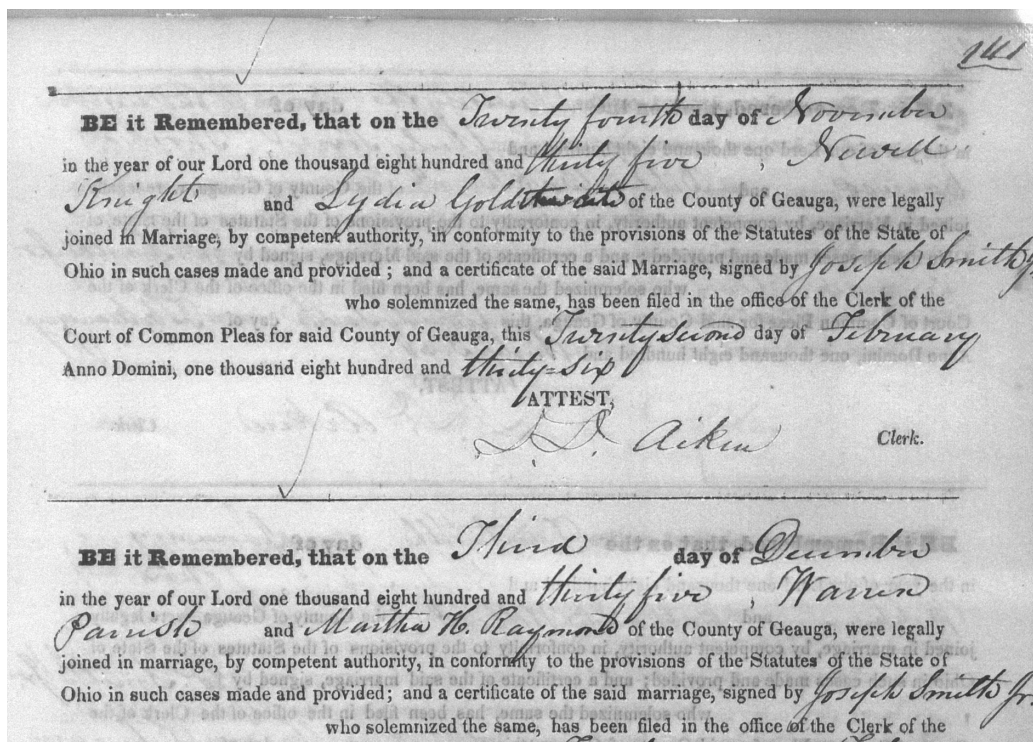 141
BE it Remembered, that on the Twenty fourth day of November
in the year of our Lord one thousand eight hundred and thirty five, Newell
Knight and Lydia Goldthwaite of the County of Geauga, were legally
joined in Marriage, by competent authority, in conformity to the provisions of the Statutes of the State of
Ohio in such cases made and provided; and a certificate of the said Marriage, signed by Joseph Smith Jr
who solemnized the same, has been filed in the office of the Clerk of the
Court of Common Pleas for said County of Geauga, this Twenty second day of February
Anno Domini, one thousand eight hundred and thirty=six
ATTEST,
D. D. Aiken Clerk.
BE it Remembered, that on the Third day of December
in the year of our Lord one thousand eight hundred and thirty five, Warren
Parrish and Martha H. Raymond of the County of Geauga, were legally
joined in marriage, by competent authority, in conformity to the provisions of the Statutes of the State of
Ohio in such cases made and provided; and a certificate of the said marriage, signed by Joseph Smith Jr.
who solemnized the same, has been filed in the office of the Clerk of the